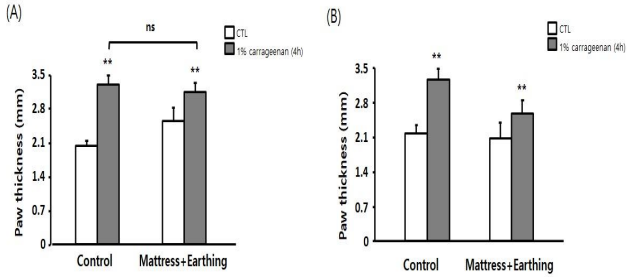 (A)
ns
CTL
1% carrageenan (4h)
Paw thickness (mm)
3.5
2.8
2.1
1.4
0.7
0
**
**
Control
Mattress+Earthing
(B)
CTL
1% carrageenan (4h)
Paw thickness (mm)
3.5
2.8
2.1
1.4
0.7
0
**
**
Control
Mattress+Earthing